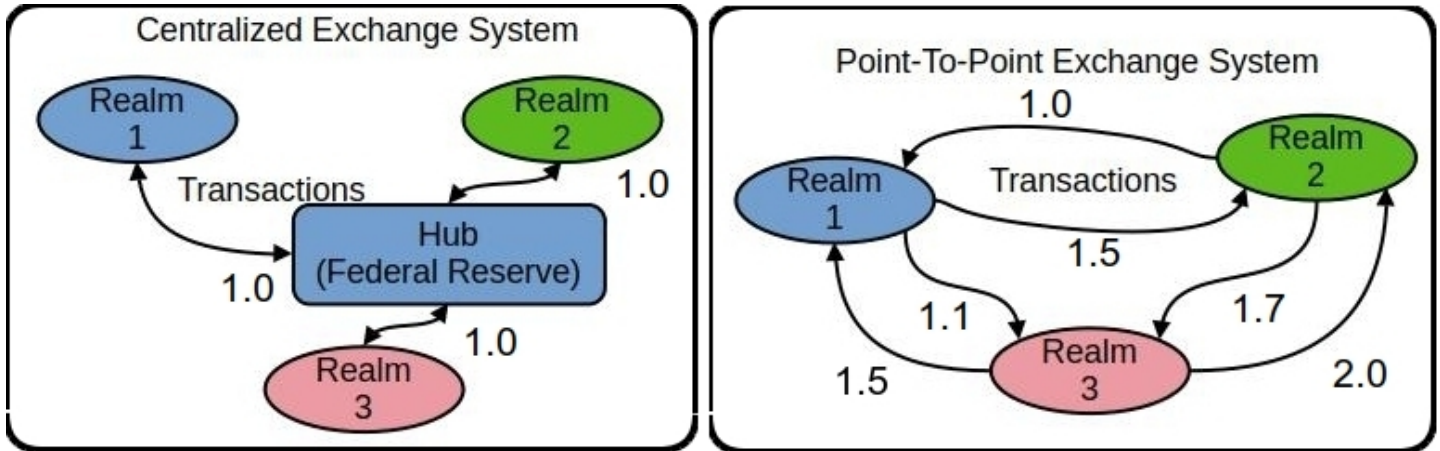 Centralized Exchange System
Realm
1
Realm
2
Transactions
1.0
Hub
(Federal Reserve)
1.0
1.0
Realm
3
Point-To-Point Exchange System
1.0
Realm
2
Realm
1
Transactions
1.5
1.1
1.7
Realm
3
1.5
2.0